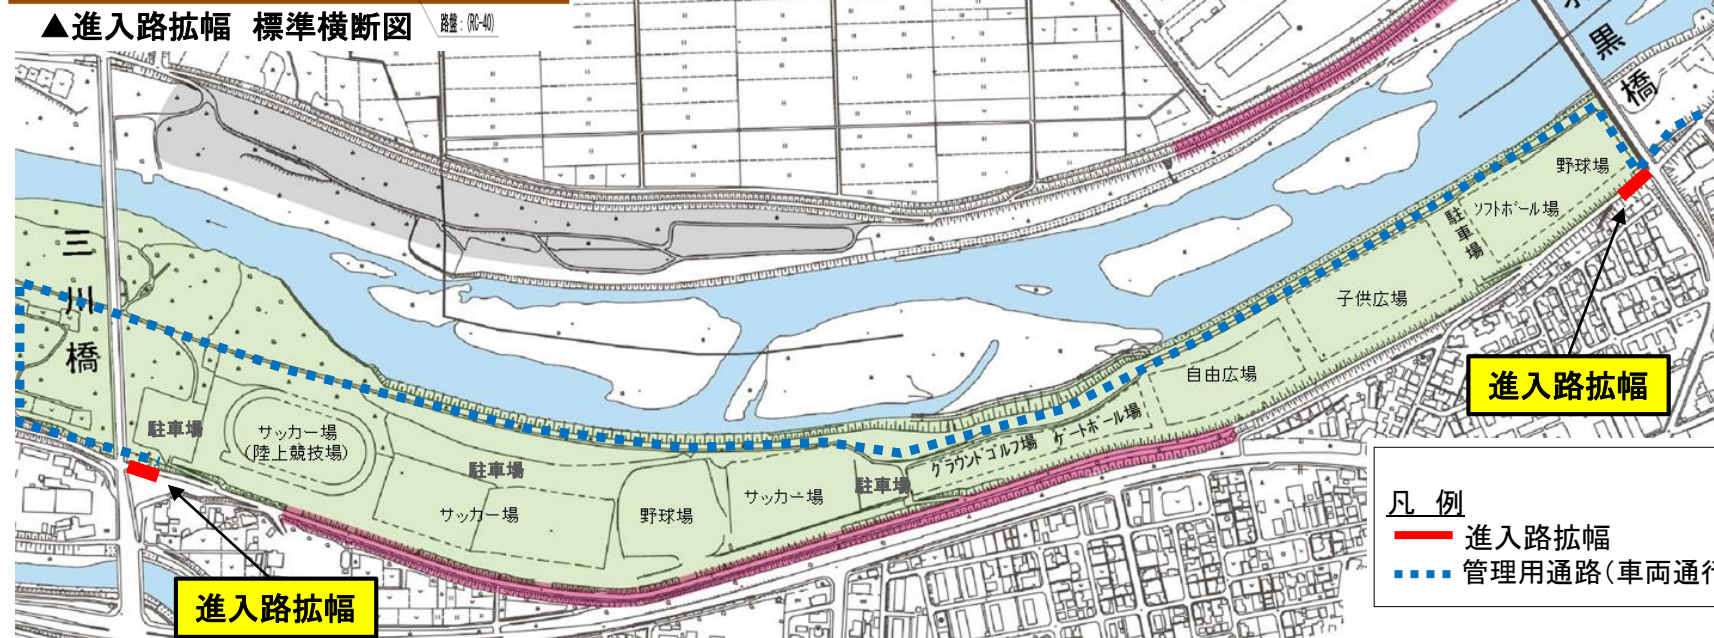 ▲進入路拡幅 標準横断図
路盤:(RC-40)
黒
橋
三
川
橋
野球場
ソフトボール場
駐車場
子供広場
自由広場
ゲートボール場
グラウンドゴルフ場
駐車場
サッカー場
(陸上競技場)
駐車場
サッカー場
野球場
サッカー場
駐車場
進入路拡幅
進入路拡幅
凡 例
進入路拡幅
管理用通路(車両通行